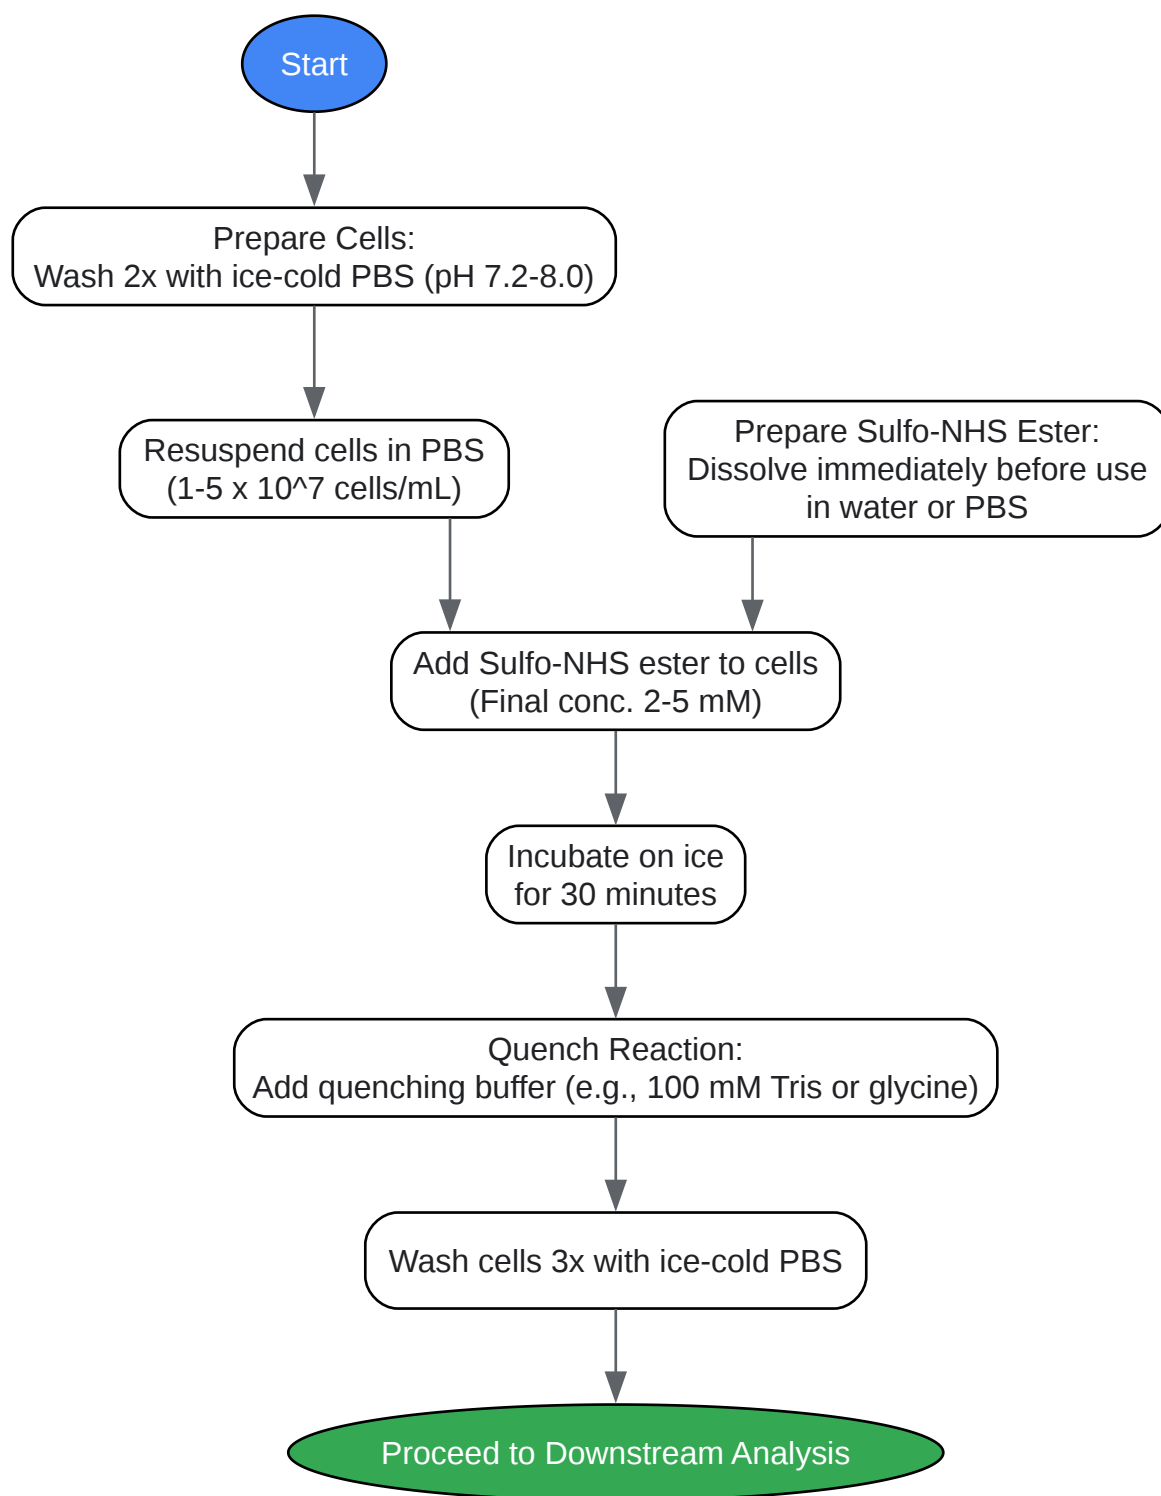 Start
Prepare Cells:
Wash 2x with ice-cold PBS (pH 7.2-8.0)
Resuspend cells in PBS
(1-5 x 10^7 cells/mL)
Prepare Sulfo-NHS Ester:
Dissolve immediately before use
in water or PBS
Add Sulfo-NHS ester to cells
(Final conc. 2-5 mM)
Incubate on ice
for 30 minutes
Quench Reaction:
Add quenching buffer (e.g., 100 mM Tris or glycine)
Wash cells 3x with ice-cold PBS
Proceed to Downstream Analysis